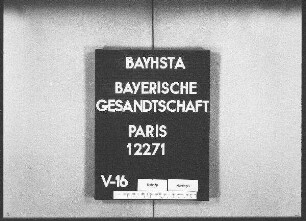 BAYHSTA
BAYERISCHE
GESANDTSCHAFT
PARIS
12271
V-16